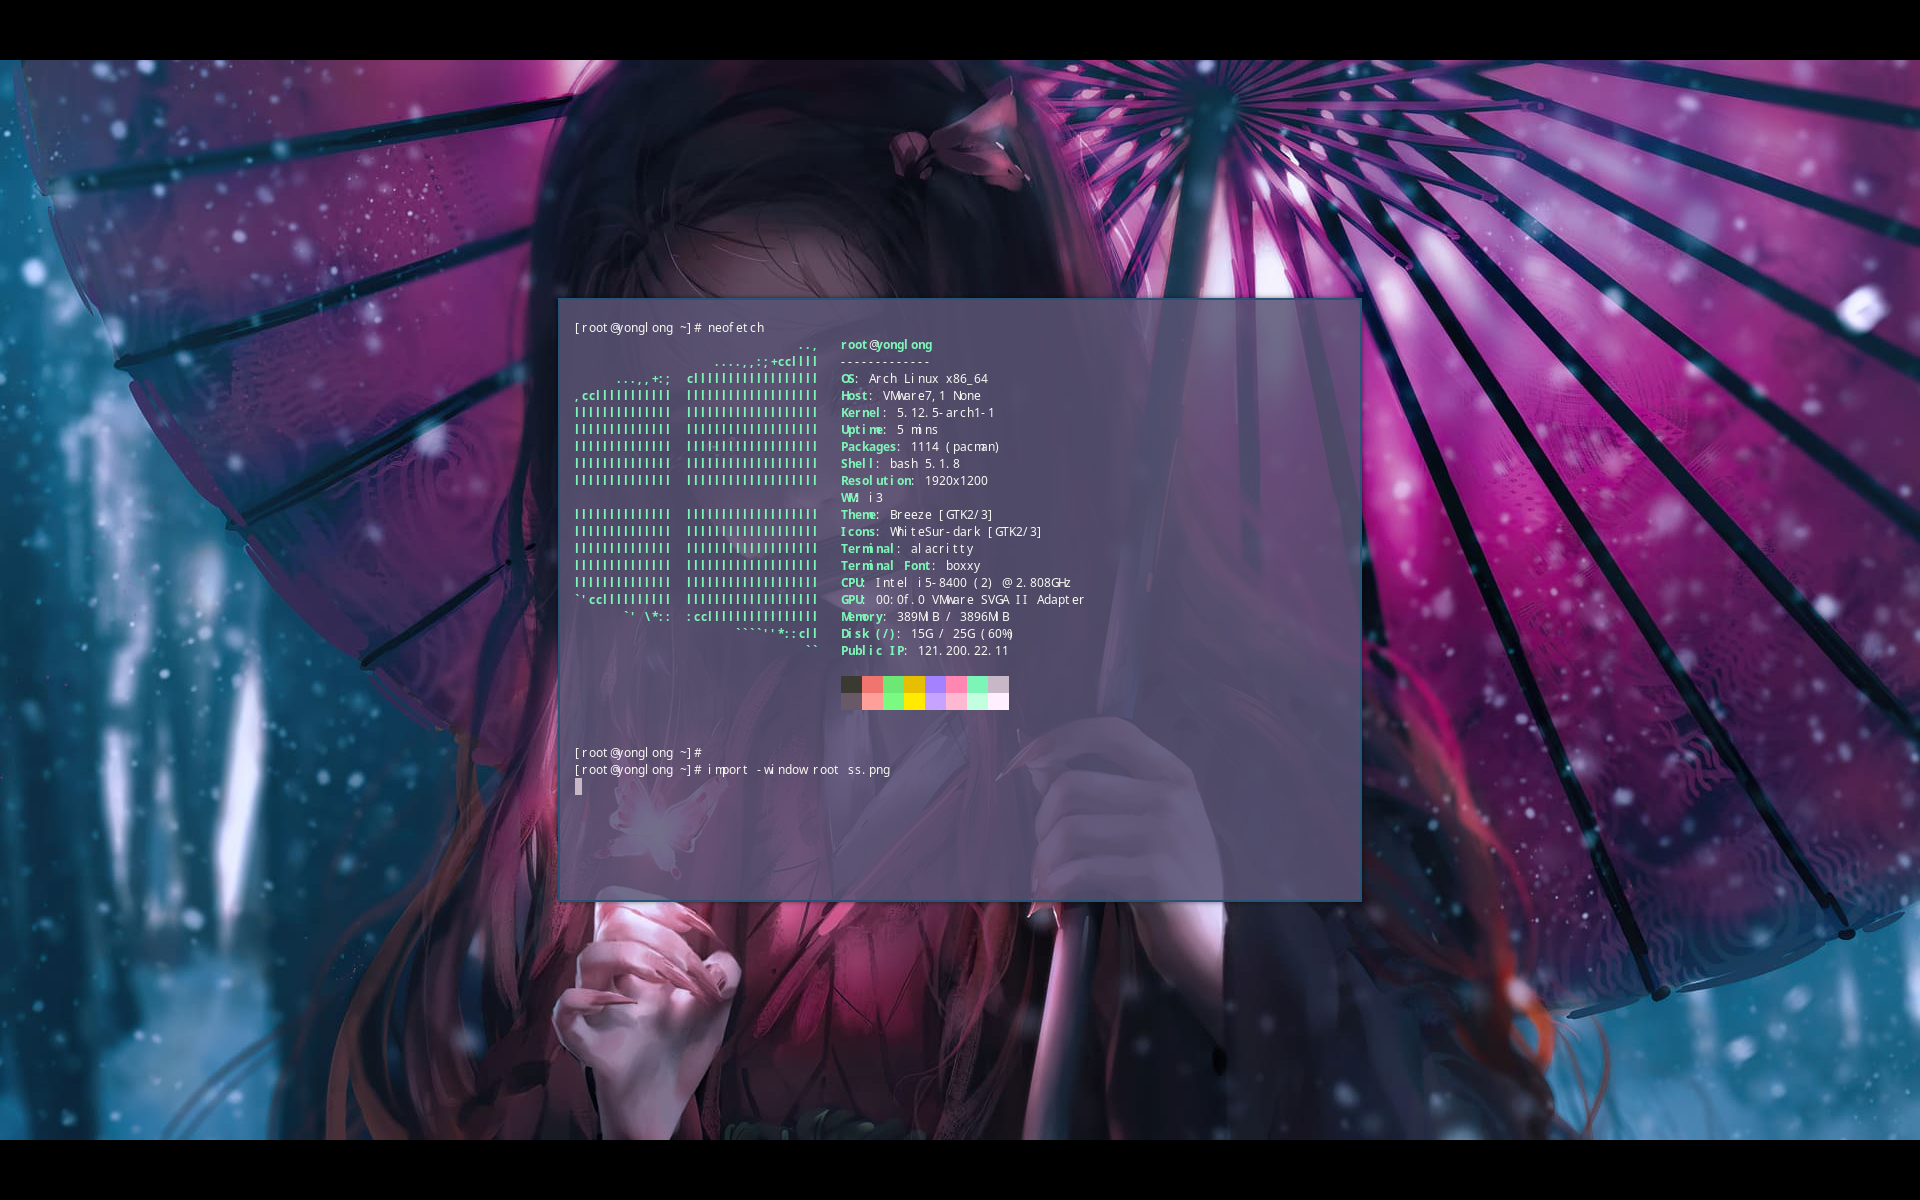 [root@yonglong ~]# neofetch
..,  root@yonglong
....,,:;+ccllll  -------------
...,,+:;  cllllllllllllllllll  OS: Arch Linux x86_64
,cclllllllllll  lllllllllllllllllll  Host: VMware7,1 None
llllllllllllll  lllllllllllllllllll  Kernel: 5.12.5-arch1-1
llllllllllllll  lllllllllllllllllll  Uptime: 5 mins
llllllllllllll  lllllllllllllllllll  Packages: 1114 (pacman)
llllllllllllll  lllllllllllllllllll  Shell: bash 5.1.8
llllllllllllll  lllllllllllllllllll  Resolution: 1920x1200
WM: i3
llllllllllllll  lllllllllllllllllll  Theme: Breeze [GTK2/3]
llllllllllllll  lllllllllllllllllll  Icons: WhiteSur-dark [GTK2/3]
llllllllllllll  lllllllllllllllllll  Terminal: alacritty
llllllllllllll  lllllllllllllllllll  Terminal Font: boxxy
llllllllllllll  lllllllllllllllllll  CPU: Intel i5-8400 (2) @ 2.808GHz
`'ccllllllllll  lllllllllllllllllll  GPU: 00:0f.0 VMware SVGA II Adapter
`' \*::  :ccllllllllllllllll  Memory: 389MiB / 3896MiB
````''*::cll  Disk (/): 15G / 25G (60%)
``  Public IP: 121.200.22.11
[root@yonglong ~]#
[root@yonglong ~]# import -window root ss.png